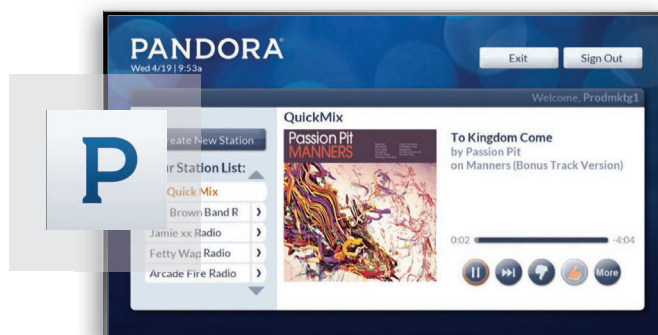 PANDORA
Wed 4/19 | 9:53a
Exit
Sign Out
Welcome, Prodmktg1
QuickMix
P
reate New Station
r Station List:
Quick Mix
Brown Band R
Jamie xx Radio
Fetty Wap Radio
Arcade Fire Radio
Passion Pit
MANNERS
To Kingdom Come
by Passion Pit
on Manners (Bonus Track Version)
0:02
-4:04
More